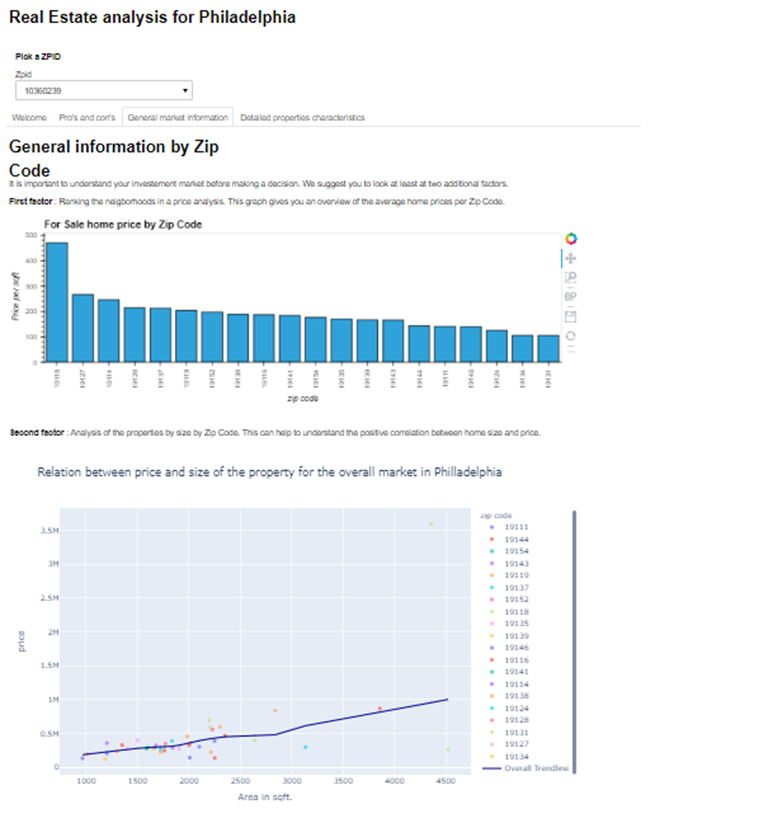 Real Estate analysis for Philadelphia
Pick a ZPID
Zpid
10360239
Welcome Pro's and con's General market information Detailed properties characteristics
General information by Zip
Code
It is important to understand your investement market before making a decision. We suggest you to look at least at two additional factors.
First factor : Ranking the neigborhoods in a price analysis. This graph gives you an overview of the average home prices per Zip Code.
For Sale home price by Zip Code
500
400
300
200
100
0
Price per sqft
19118 19127 19114 19128 19137 19119 19152 19138 19116 19141 19154 19135 19139 19143 19144 19111 19146 19124 19134 19131
zip code
Second factor : Analysis of the properties by size by Zip Code. This can help to understand the positive correlation between home size and price.
Relation between price and size of the property for the overall market in Philladelphia
3.5M
3M
2.5M
2M
1.5M
1M
0.5M
0
price
1000 1500 2000 2500 3000 3500 4000 4500
Area in sqft.
zip code
19111
19144
19154
19143
19119
19137
19152
19118
19135
19139
19146
19116
19141
19114
19138
19124
19128
19131
19127
19134
Overall Trendline